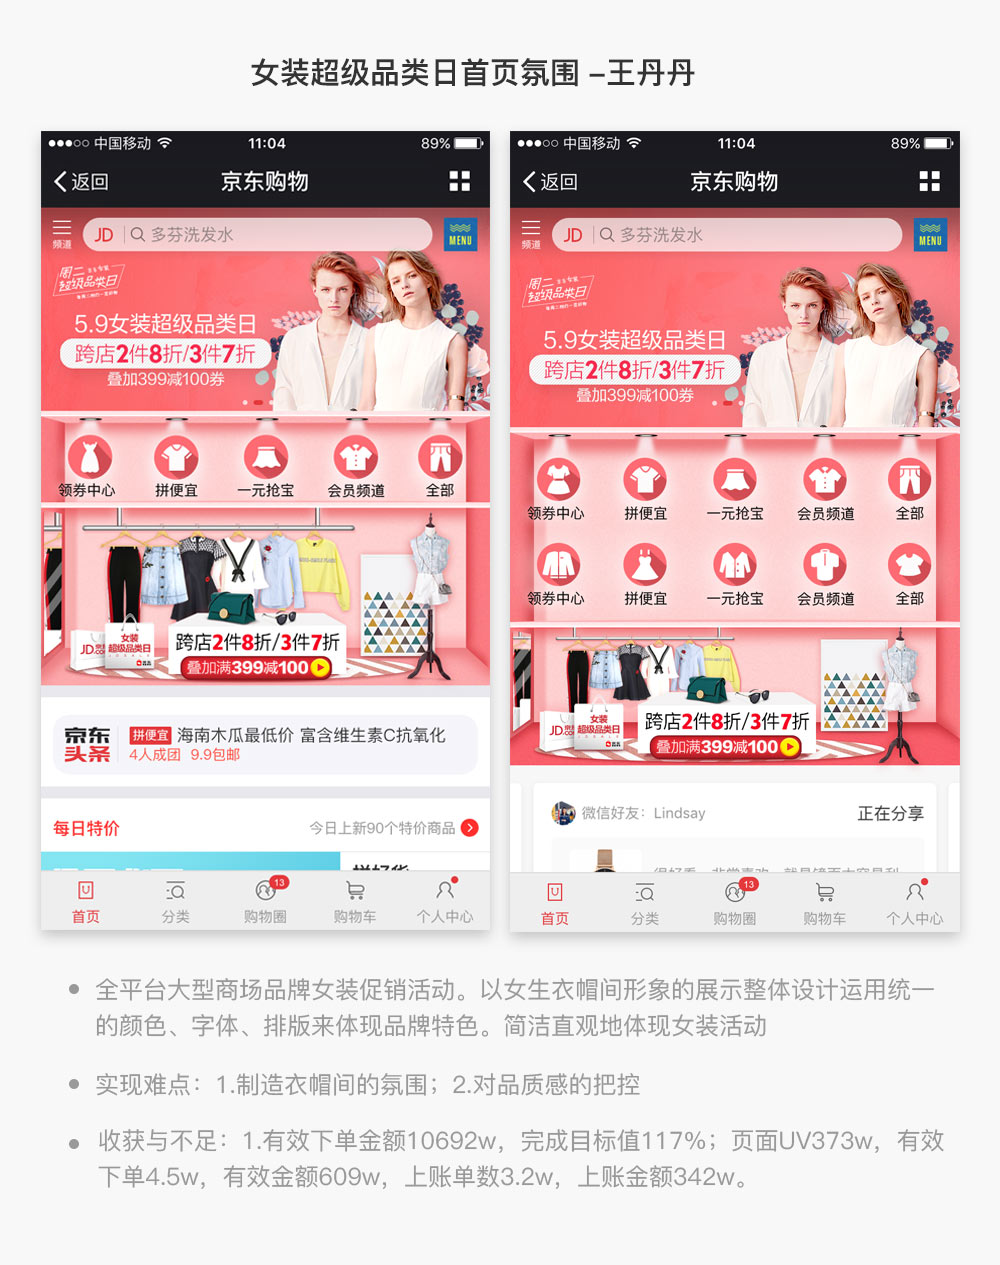 女装超级品类日首页氛围 –王丹丹
中国移动 11:04 89%
返回 京东购物
频道 JD 多芬洗发水 MENU
周二
超级品类日
5.9女装超级品类日
跨店2件8折/3件7折
叠加399减100券
领券中心 拼便宜 一元抢宝 会员频道 全部
女装
超级品类日
跨店2件8折/3件7折
叠加满399减100
京东
头条
拼便宜 海南木瓜最低价 富含维生素C抗氧化
4人成团 9.9包邮
每日特价 今日上新90个特价商品
首页 分类 购物圈 13 购物车 个人中心
中国移动 11:04 89%
返回 京东购物
频道 JD 多芬洗发水 MENU
周二
超级品类日
5.9女装超级品类日
跨店2件8折/3件7折
叠加399减100券
领券中心 拼便宜 一元抢宝 会员频道 全部
领券中心 拼便宜 一元抢宝 会员频道 全部
女装
超级品类日
跨店2件8折/3件7折
叠加满399减100
微信好友：Lindsay 正在分享
首页 分类 购物圈 13 购物车 个人中心
• 全平台大型商场品牌女装促销活动。以女生衣帽间形象的展示整体设计运用统一
的颜色、字体、排版来体现品牌特色。简洁直观地体现女装活动
• 实现难点：1.制造衣帽间的氛围；2.对品质感的把控
• 收获与不足：1.有效下单金额10692w，完成目标值117%；页面UV373w，有效
下单4.5w，有效金额609w，上账单数3.2w，上账金额342w。